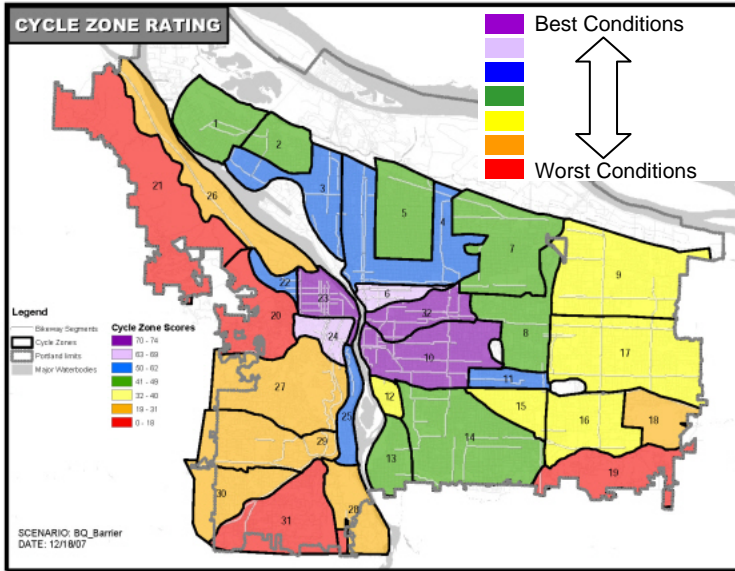 CYCLE ZONE RATING
Best Conditions
Worst Conditions
1
2
3
4
5
7
21
26
9
22
6
23
32
8
20
24
10
17
11
27
12
15
25
18
14
16
29
13
19
30
28
31
Legend
Bikeway Segments
Cycle Zones
Portland limits
Major Waterbodies
Cycle Zone Scores
70 - 74
63 - 69
50 - 62
41 - 49
32 - 40
19 - 31
0 - 18
SCENARIO: BQ_Barrier
DATE: 12/18/07